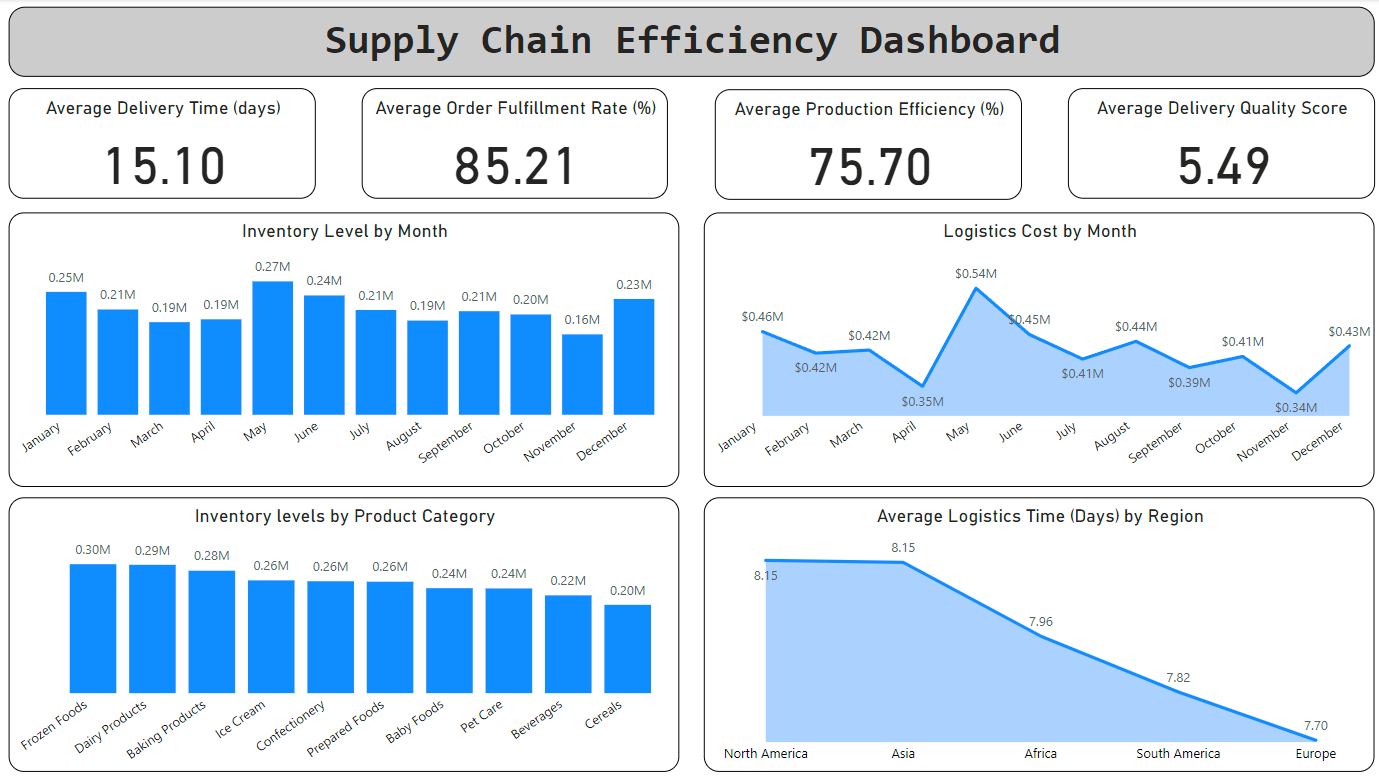 Supply Chain Efficiency Dashboard
Average Delivery Time (days)
15.10
Average Order Fulfillment Rate (%)
85.21
Average Production Efficiency (%)
75.70
Average Delivery Quality Score
5.49
Inventory Level by Month
0.25M
0.21M
0.19M
0.19M
0.27M
0.24M
0.21M
0.19M
0.21M
0.20M
0.16M
0.23M
January
February
March
April
May
June
July
August
September
October
November
December
Logistics Cost by Month
$0.46M
$0.42M
$0.42M
$0.35M
$0.54M
$0.45M
$0.41M
$0.44M
$0.39M
$0.41M
$0.34M
$0.43M
January
February
March
April
May
June
July
August
September
October
November
December
Inventory levels by Product Category
0.30M
0.29M
0.28M
0.26M
0.26M
0.26M
0.24M
0.24M
0.22M
0.20M
Frozen Foods
Dairy Products
Baking Products
Ice Cream
Confectionery
Prepared Foods
Baby Foods
Pet Care
Beverages
Cereals
Average Logistics Time (Days) by Region
8.15
8.15
7.96
7.82
7.70
North America
Asia
Africa
South America
Europe